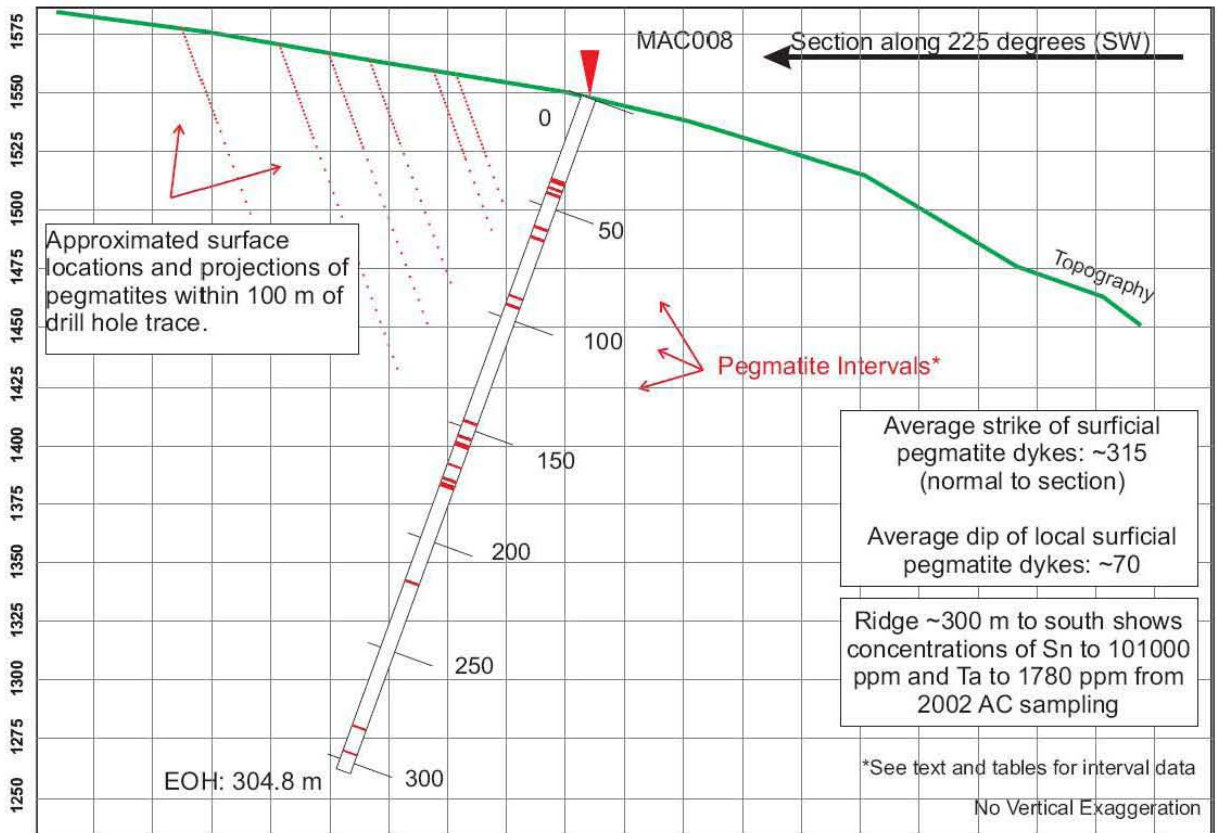 1575
1550
1525
1500
1475
1450
1425
1400
1375
1350
1325
1300
1275
1250
MAC008
Section along 225 degrees (SW)
0
50
100
150
200
250
300
Approximated surface
locations and projections of
pegmatites within 100 m of
drill hole trace.
Topography
Pegmatite Intervals*
Average strike of surficial
pegmatite dykes: ~315
(normal to section)
Average dip of local surficial
pegmatite dykes: ~70
Ridge ~300 m to south shows
concentrations of Sn to 101000
ppm and Ta to 1780 ppm from
2002 AC sampling
EOH: 304.8 m
*See text and tables for interval data
No Vertical Exaggeration